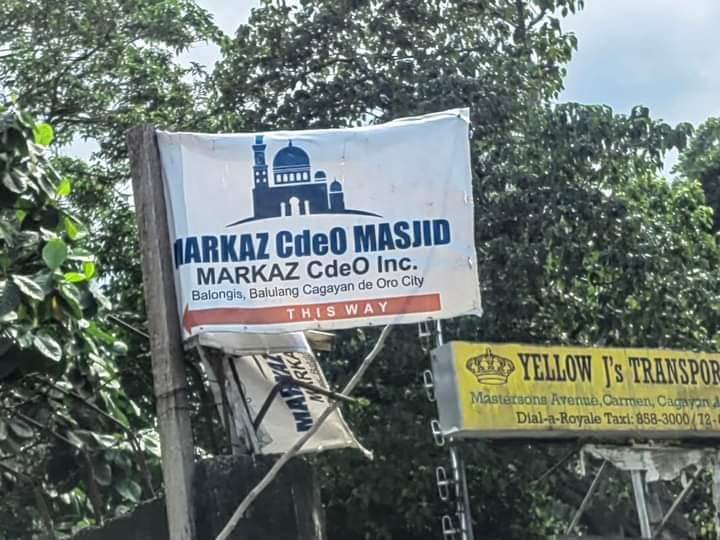 MARKAZ CdeO MASJID
MARKAZ CdeO Inc.
Balongis, Balulang Cagayan de Oro City
THIS WAY
MARKAZ
YELLOW J's TRANSPOR
Mastersons Avenue, Carmen, Cagayan
Dial-a-Royale Taxi: 858-3000 / 72-